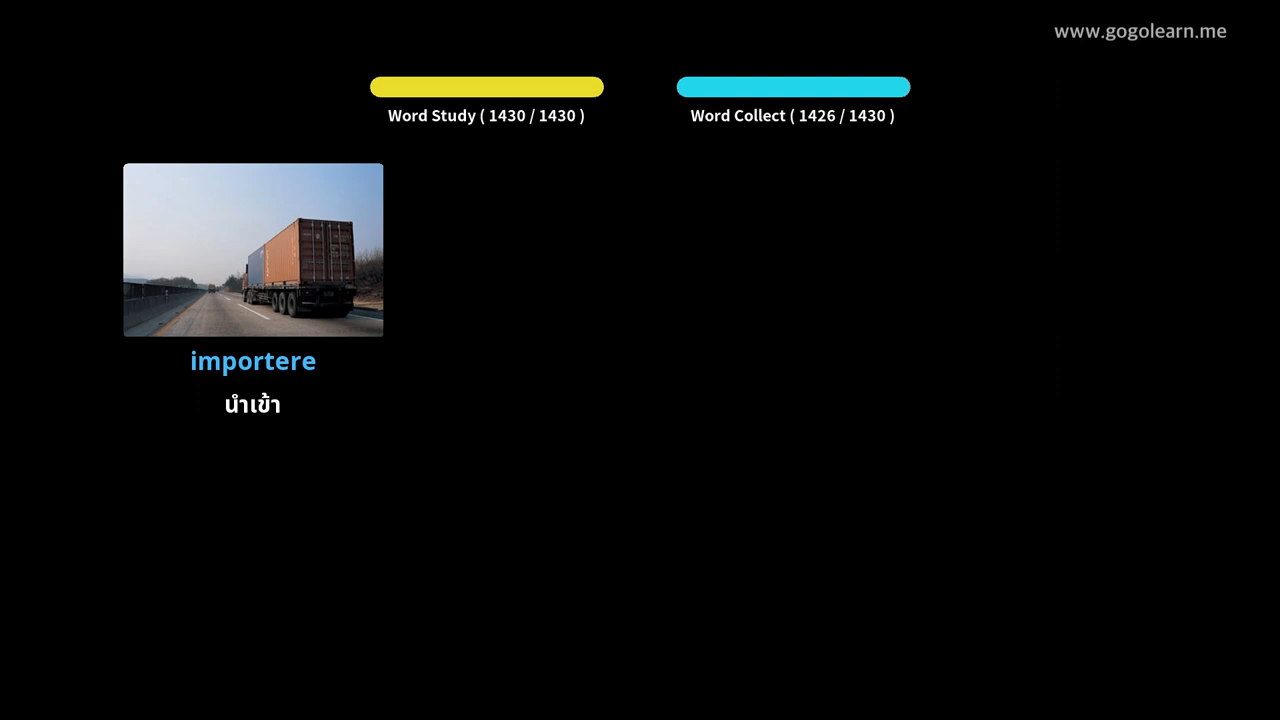 www.gogolearn.me
Word Study ( 1430 / 1430 )
Word Collect ( 1426 / 1430 )
importere
นำเข้า